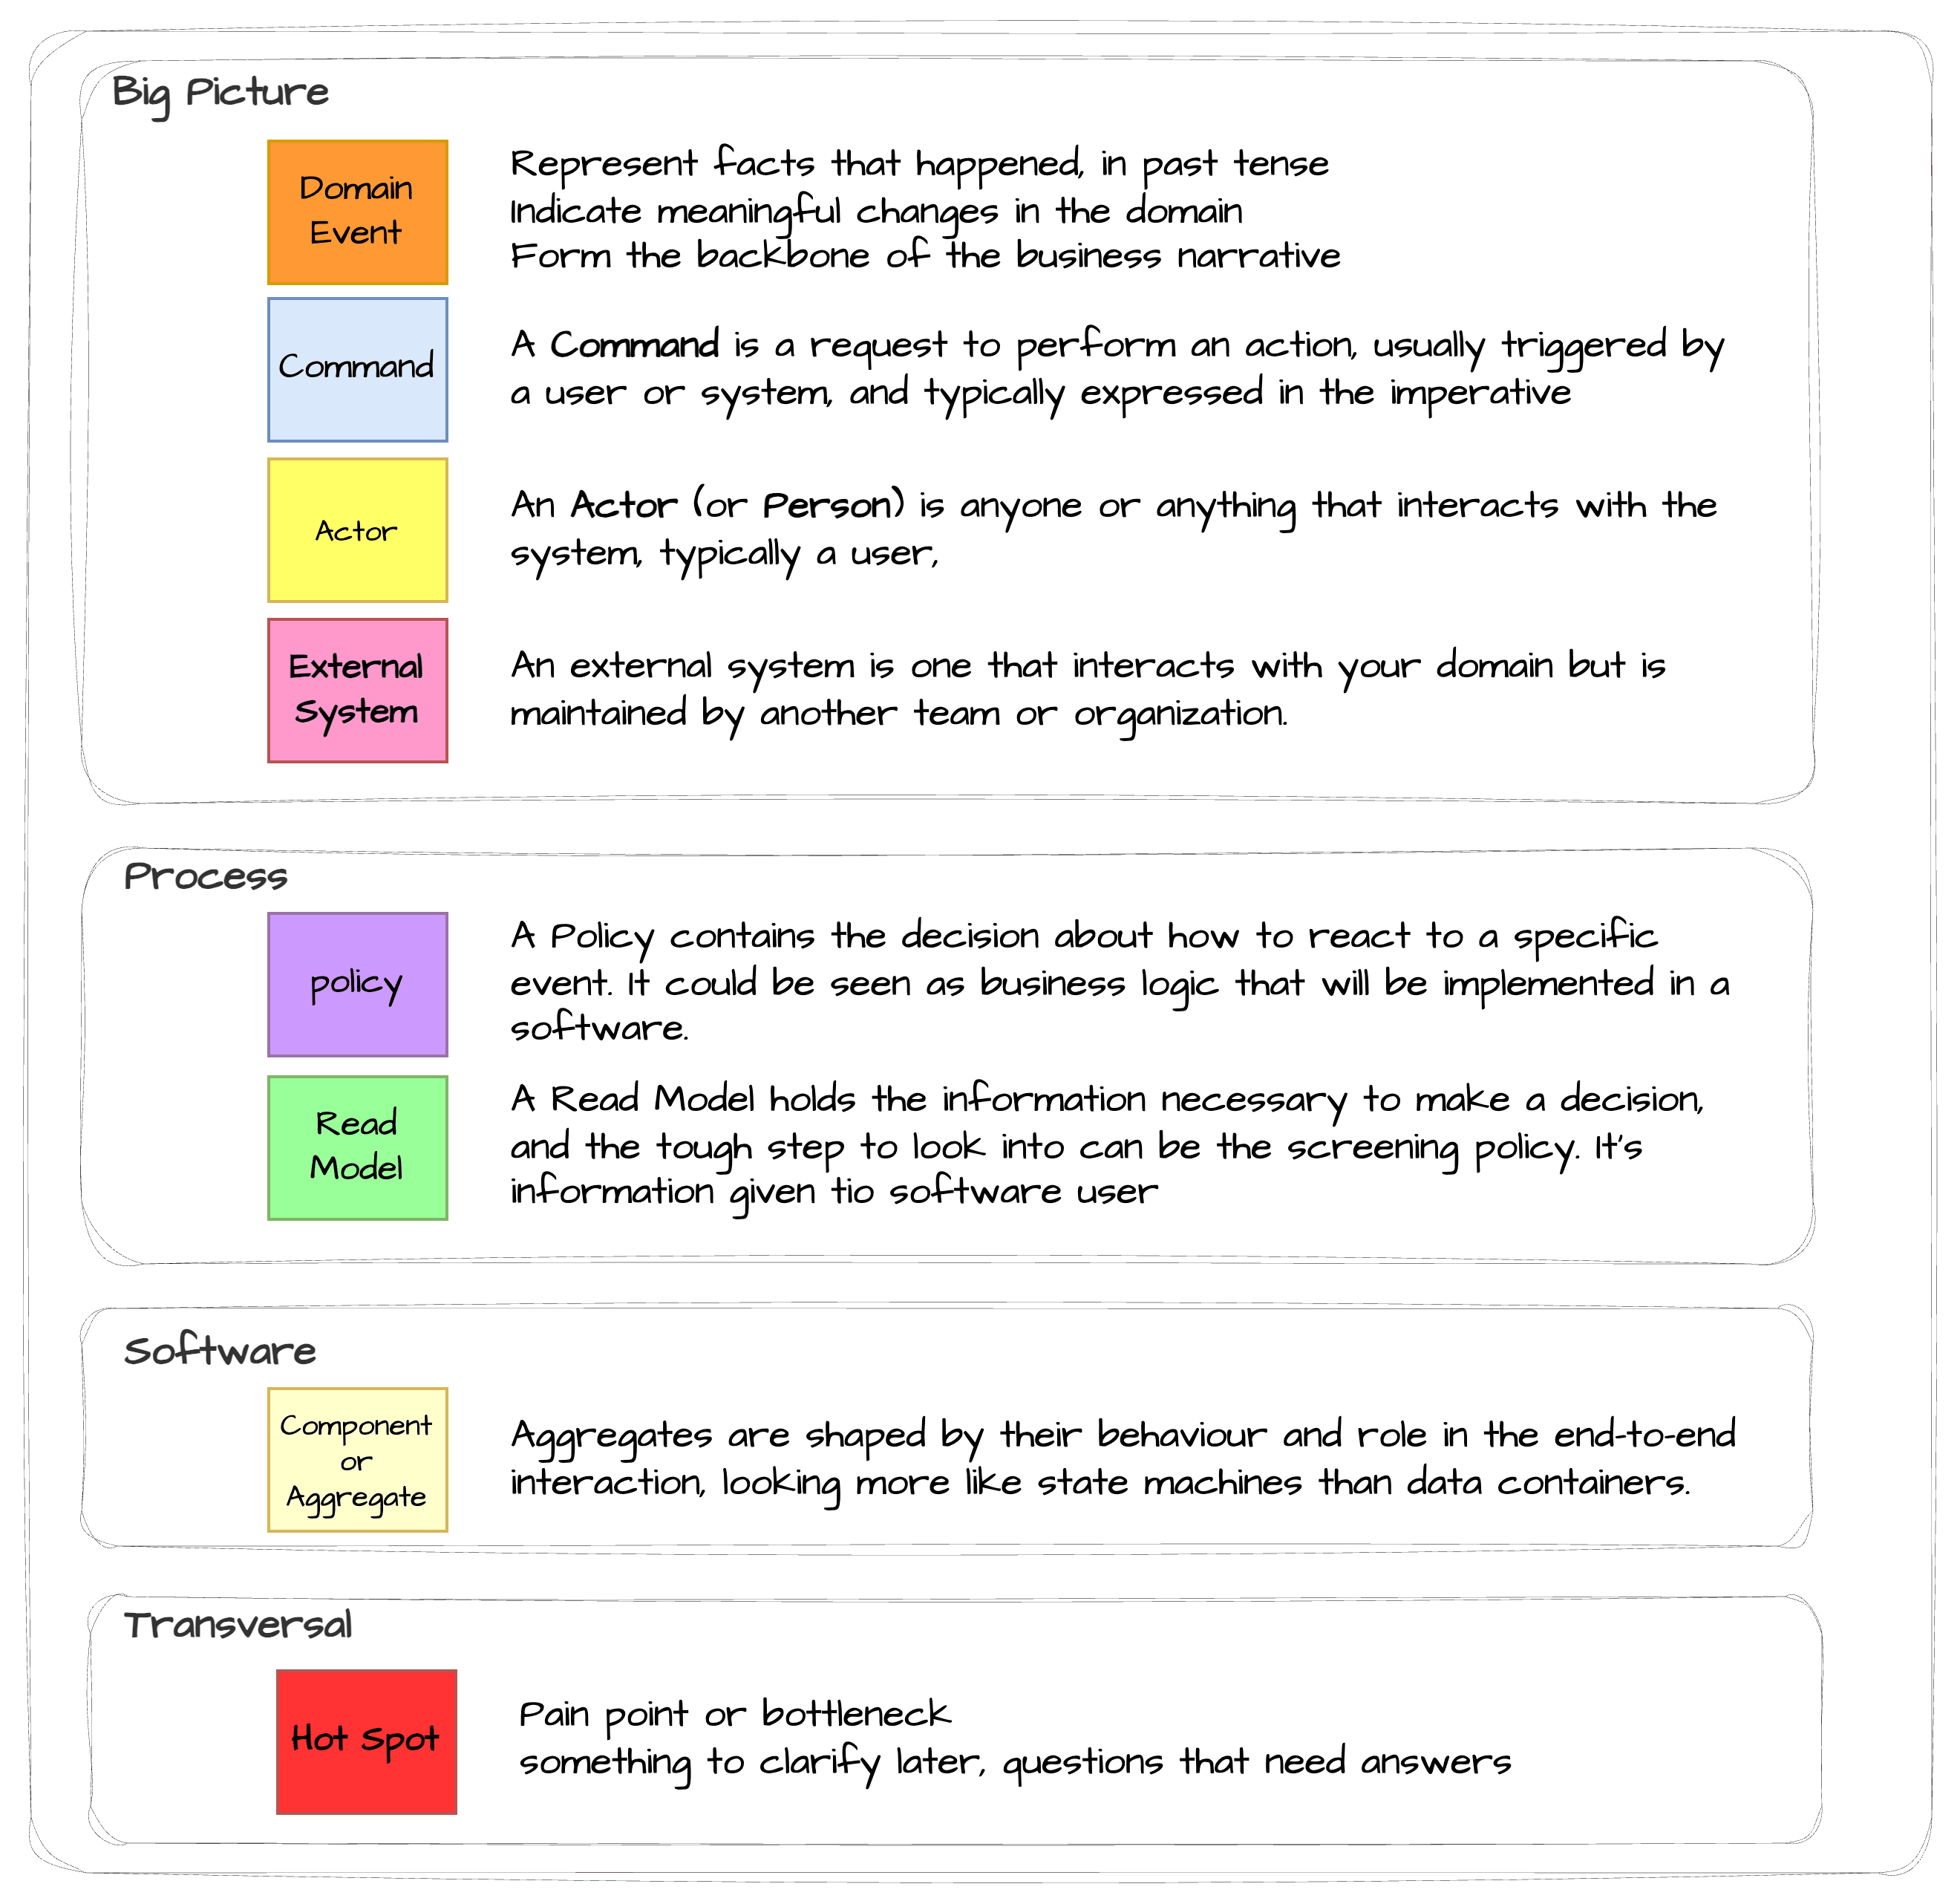 Big Picture
Domain
Event
Represent facts that happened, in past tense
Indicate meaningful changes in the domain
Form the backbone of the business narrative
Command
A Command is a request to perform an action, usually triggered by
a user or system, and typically expressed in the imperative
Actor
An Actor (or Person) is anyone or anything that interacts with the
system, typically a user,
External
System
An external system is one that interacts with your domain but is
maintained by another team or organization.
Process
policy
A Policy contains the decision about how to react to a specific
event. It could be seen as business logic that will be implemented in a
software.
Read
Model
A Read Model holds the information necessary to make a decision,
and the tough step to look into can be the screening policy. It's
information given tio software user
Software
Component
or
Aggregate
Aggregates are shaped by their behaviour and role in the end-to-end
interaction, looking more like state machines than data containers.
Transversal
Hot Spot
Pain point or bottleneck
something to clarify later, questions that need answers